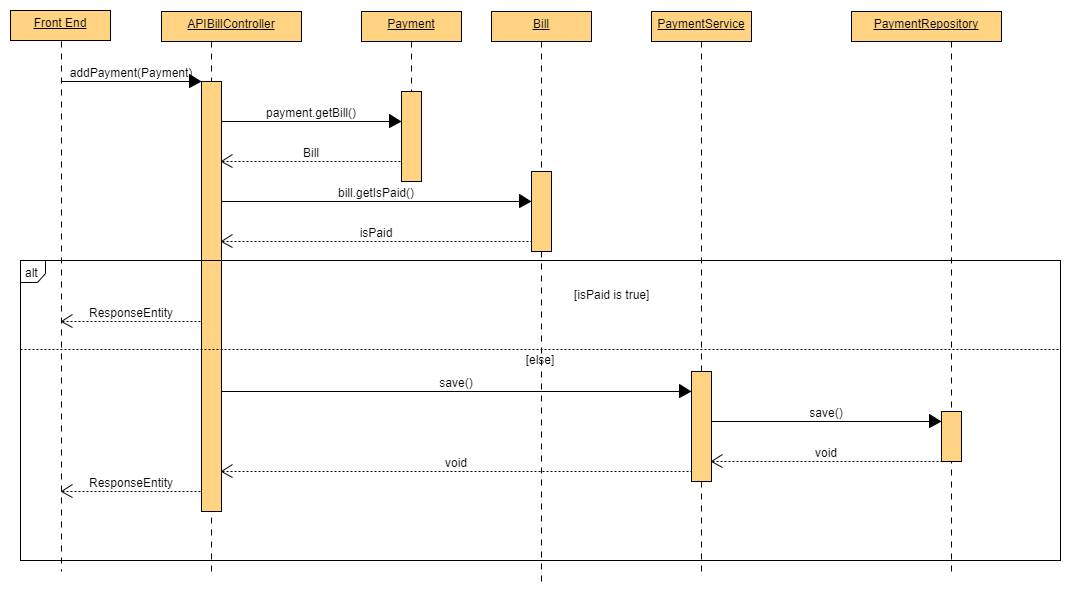 Front End
APIBillController
Payment
Bill
PaymentService
PaymentRepository
addPayment(Payment)
payment.getBill()
Bill
bill.getIsPaid()
isPaid
alt
[isPaid is true]
ResponseEntity
[else]
save()
save()
void
void
ResponseEntity